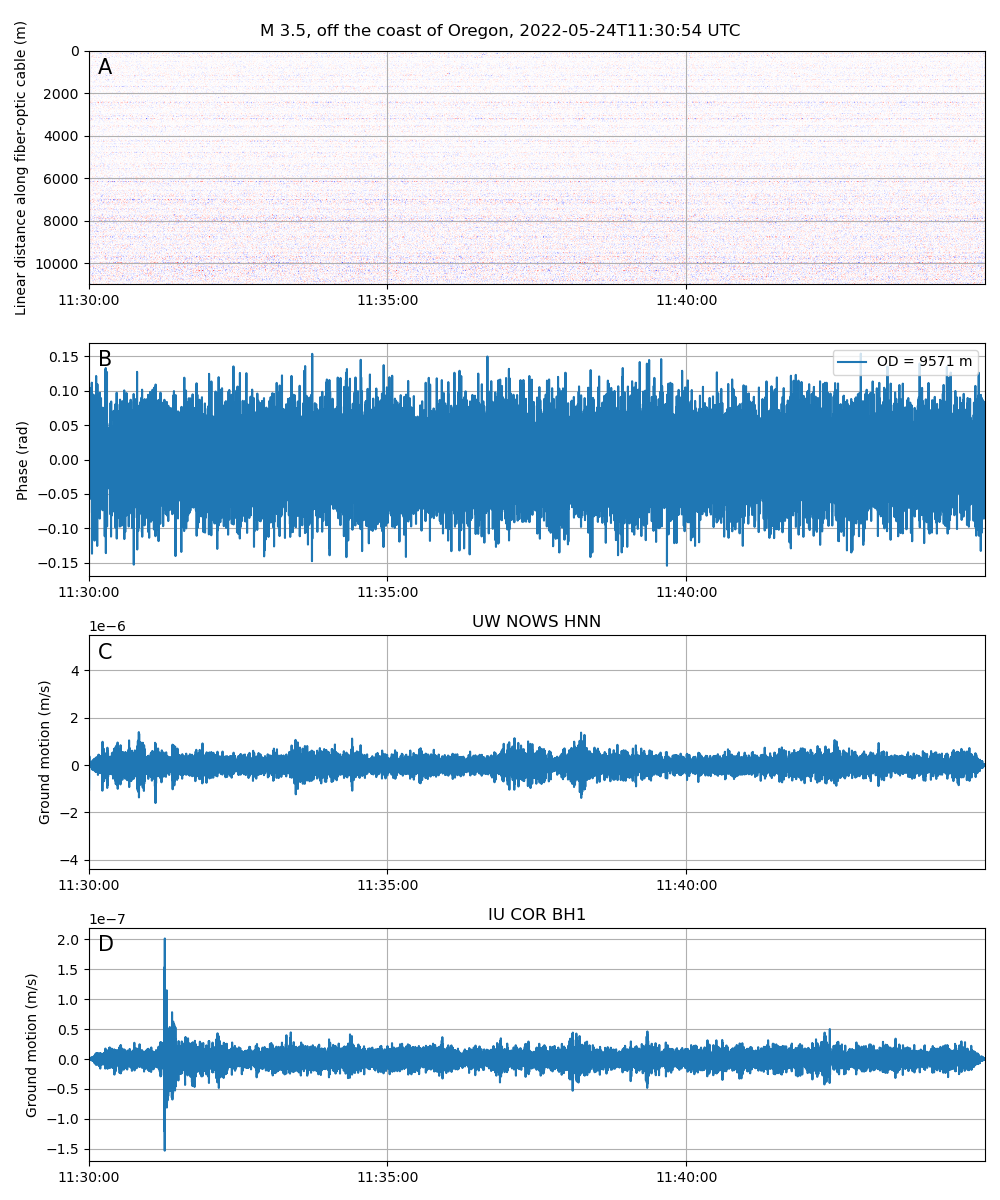 M 3.5, off the coast of Oregon, 2022-05-24T11:30:54 UTC
A
Linear distance along fiber-optic cable (m)
0
2000
4000
6000
8000
10000
11:30:00 11:35:00 11:40:00
B
OD = 9571 m
Phase (rad)
0.15
0.10
0.05
0.00
−0.05
−0.10
−0.15
11:30:00 11:35:00 11:40:00
UW NOWS HNN
1e−6
C
Ground motion (m/s)
4
2
0
−2
−4
11:30:00 11:35:00 11:40:00
IU COR BH1
1e−7
D
Ground motion (m/s)
2.0
1.5
1.0
0.5
0.0
−0.5
−1.0
−1.5
11:30:00 11:35:00 11:40:00